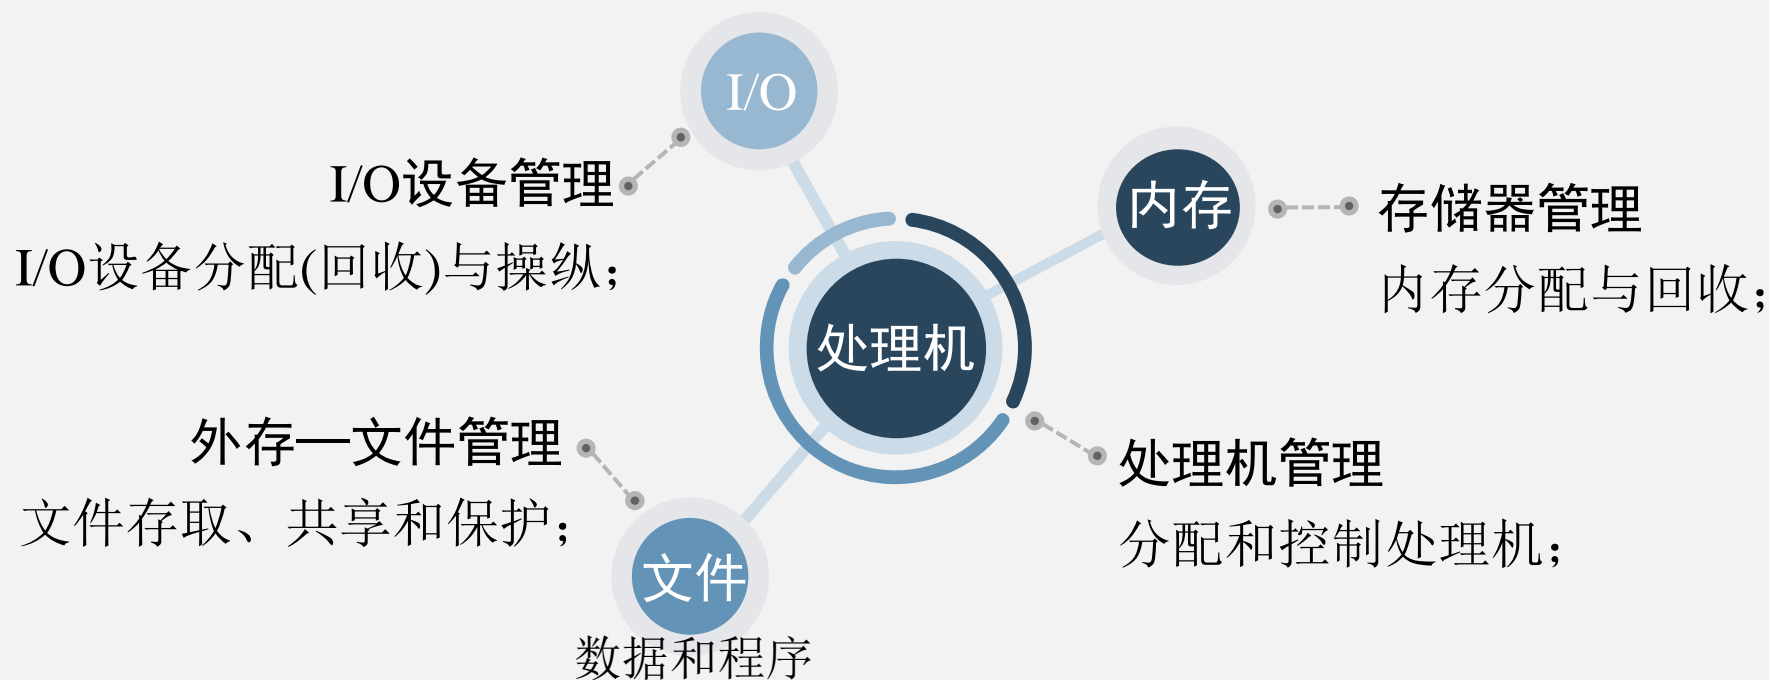 I/O
I/O设备管理
I/O设备分配(回收)与操纵；
内存
存储器管理
内存分配与回收；
处理机
外存—文件管理
文件存取、共享和保护；
处理机管理
分配和控制处理机；
文件
数据和程序